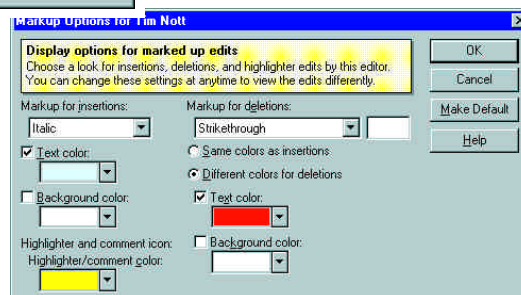 Markup Options for Tim Nott
Display options for marked up edits
Choose a look for insertions, deletions, and highlighter edits by this editor.
You can change these settings at anytime to view the edits differently.
OK
Cancel
Make Default
Help
Markup for insertions:
Italic
Text color:
Background color:
Highlighter and comment icon:
Highlighter/comment color:
Markup for deletions:
Strikethrough
Same colors as insertions
Different colors for deletions
Text color:
Background color: